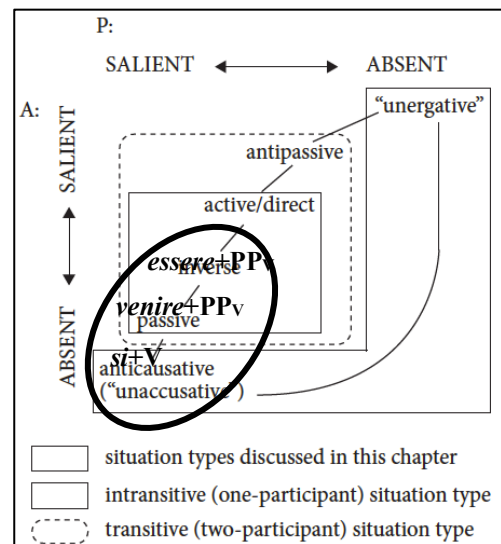 P:
SALIENT ABSENT
A:
SALIENT
ABSENT
"unergative"
antipassive
active/direct
essere+PPV
inverse
venire+PPV
passive
si+V
anticausative
("unaccusative")
situation types discussed in this chapter
intransitive (one-participant) situation type
transitive (two-participant) situation type